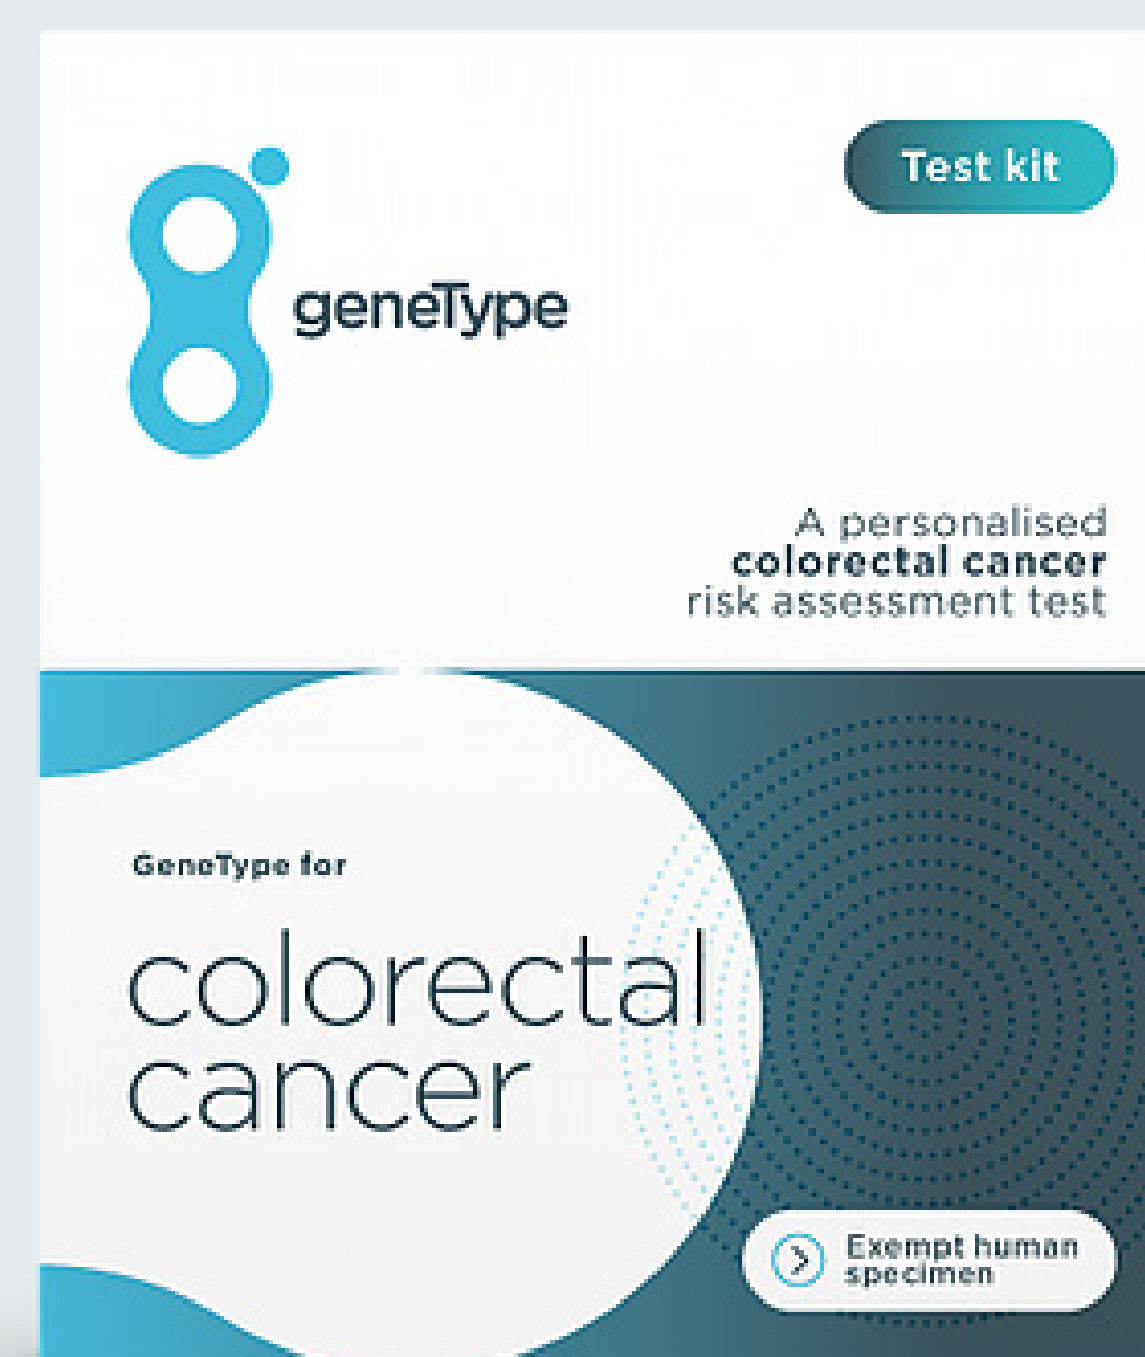 Test kit
geneType
A personalised
colorectal cancer
risk assessment test
GeneType for
colorectal
cancer
Exempt human
specimen